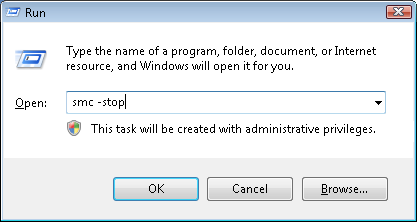 Run
Type the name of a program, folder, document, or Internet
resource, and Windows will open it for you.
Open: smc -stop
This task will be created with administrative privileges.
OK Cancel Browse...